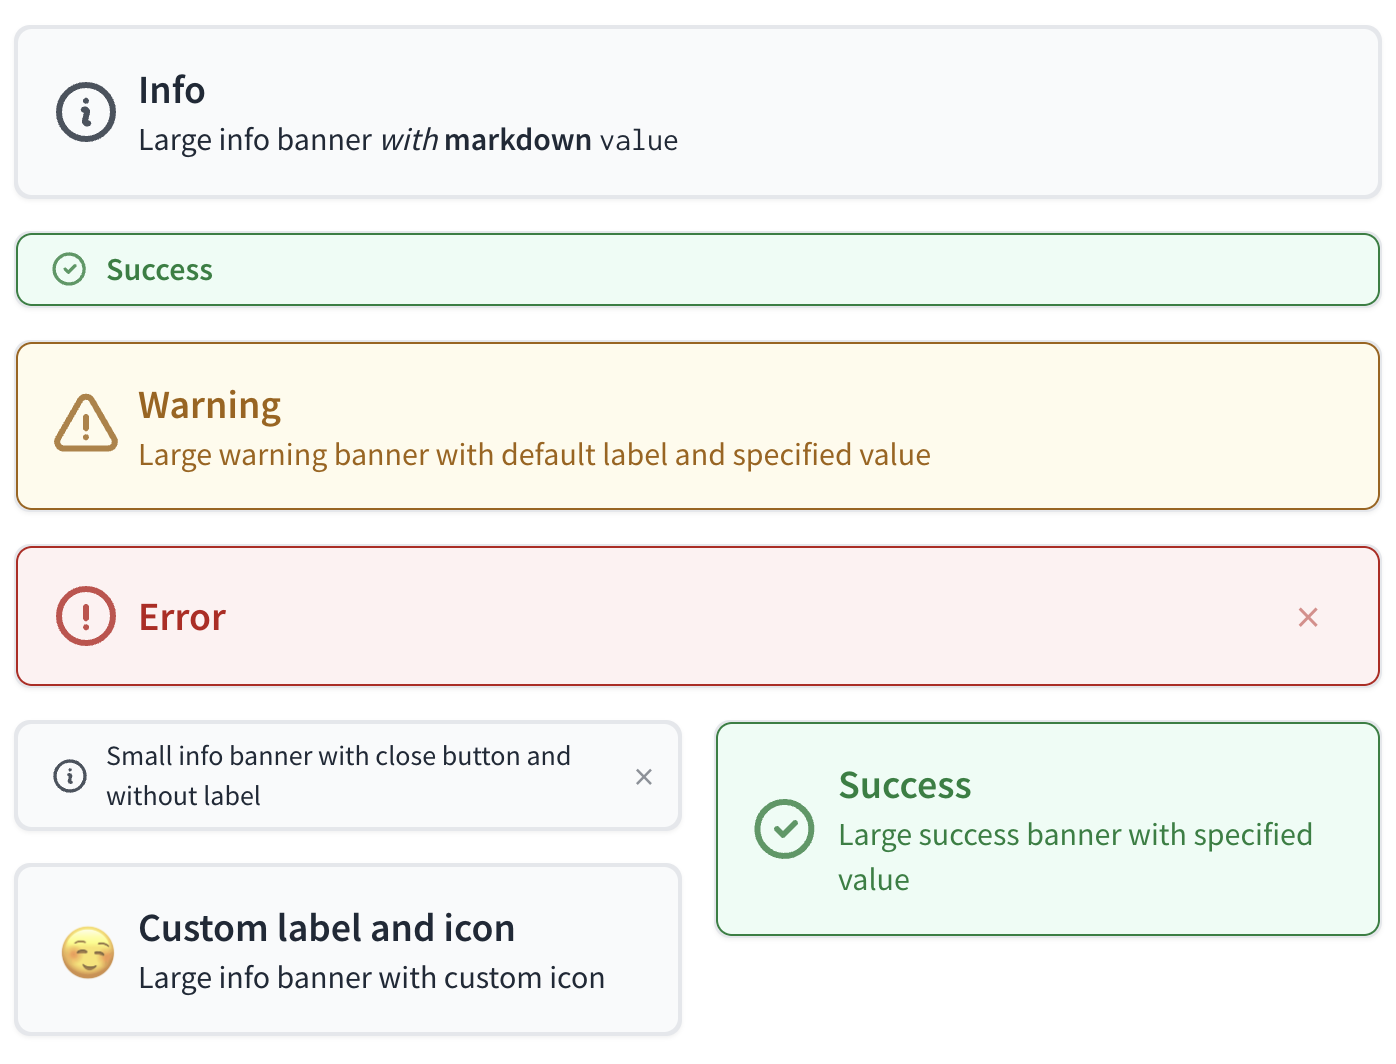 Info
Large info banner with markdown value
Success
Warning
Large warning banner with default label and specified value
Error
Small info banner with close button and
without label
Custom label and icon
Large info banner with custom icon
Success
Large success banner with specified
value